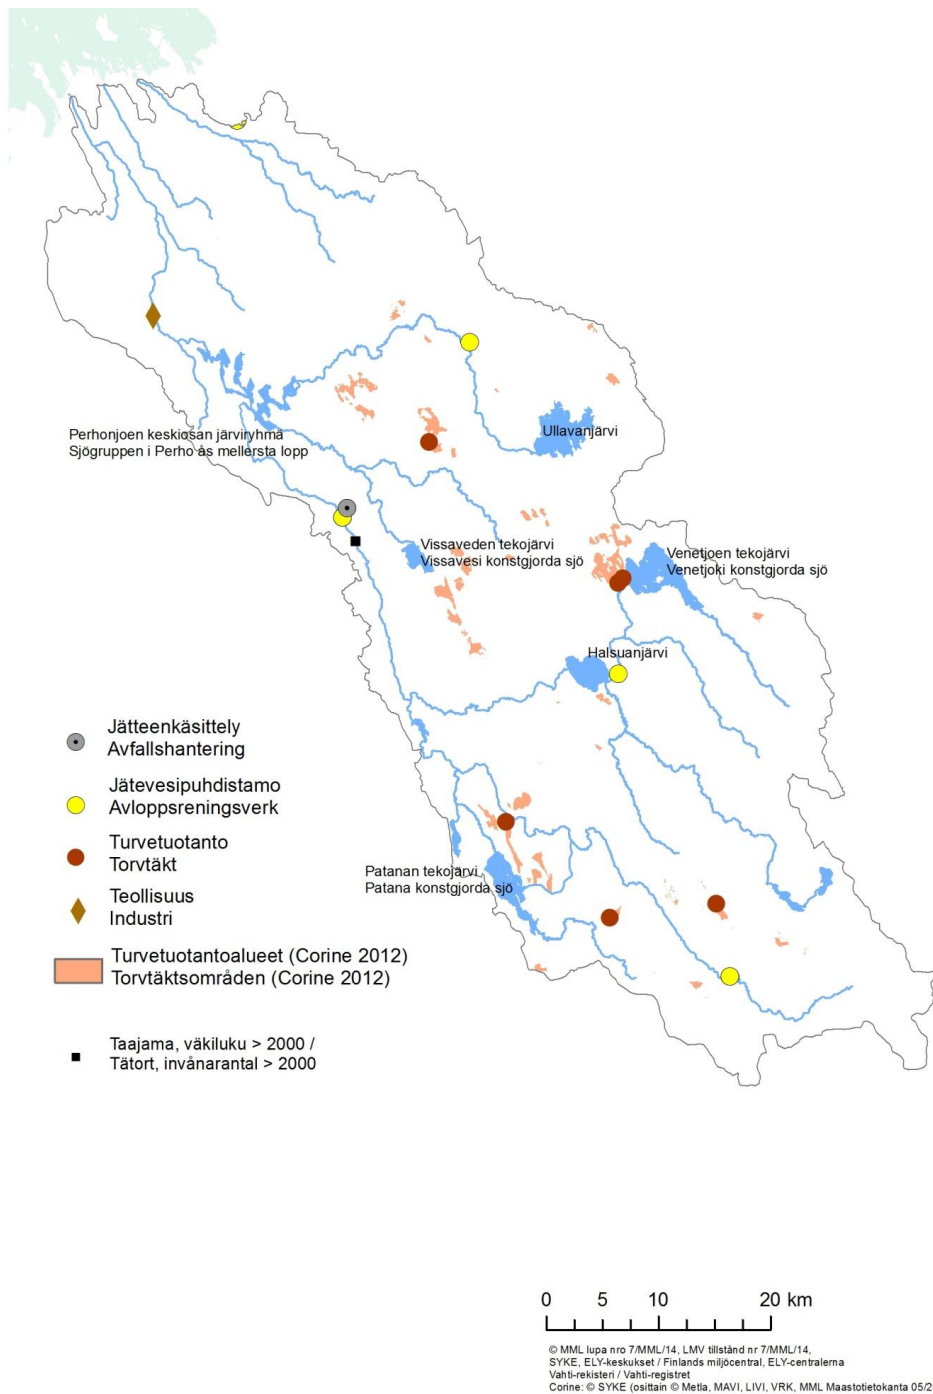 Ullavanjärvi
Perhonjoen keskiosan järviryhmä
Sjögruppen i Perho ås mellersta lopp
Vissaveden tekojärvi
Vissavesi konstgjorda sjö
Venetjoen tekojärvi
Venetjoki konstgjorda sjö
Halsuanjärvi
Jätteenkäsittely
Avfallshantering
Jätevesipuhdistamo
Avloppsreningsverk
Turvetuotanto
Torvtäkt
Patanan tekojärvi
Patana konstgjorda sjö
Teollisuus
Industri
Turvetuotantoalueet (Corine 2012)
Torvtäktsområden (Corine 2012)
Taajama, väkiluku > 2000 /
Tätort, invånarantal > 2000
0 5 10 20 km
© MML lupa nro 7/MML/14, LMV tillstånd nr 7/MML/14,
SYKE, ELY-keskukset / Finlands miljöcentral, ELY-centralerna
Vahti-rekisteri / Vahti-registret
Corine: © SYKE (osittain © Metla, MAVI, LIVI, VRK, MML Maastotietokanta 05/2